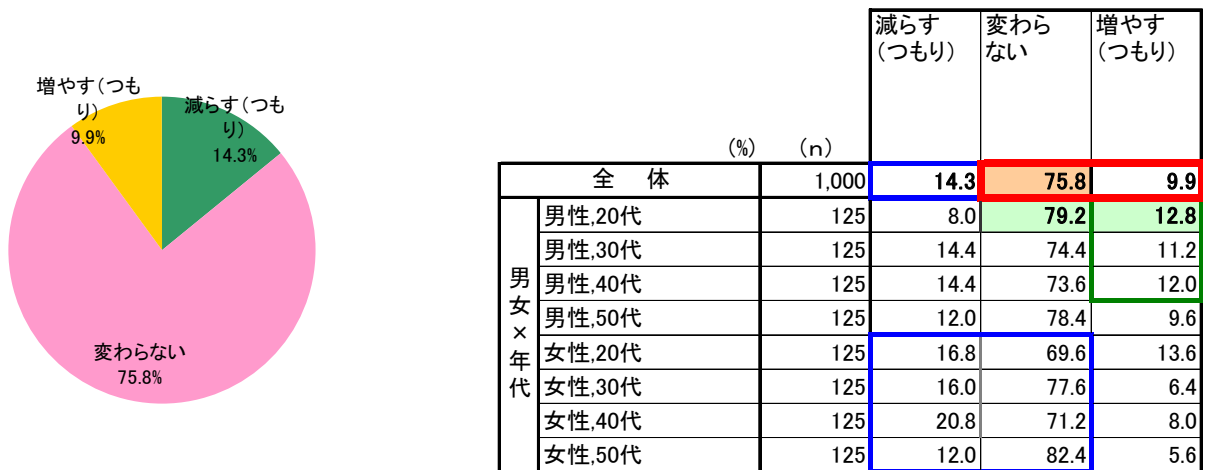 増やす(つも
り)
9.9%
減らす(つも
り)
14.3%
変わらない
75.8%
減らす
(つもり)
変わら
ない
増やす
(つもり)
(%) (n)
全 体 1,000 14.3 75.8 9.9
男女×年代
男性,20代 125 8.0 79.2 12.8
男性,30代 125 14.4 74.4 11.2
男性,40代 125 14.4 73.6 12.0
男性,50代 125 12.0 78.4 9.6
女性,20代 125 16.8 69.6 13.6
女性,30代 125 16.0 77.6 6.4
女性,40代 125 20.8 71.2 8.0
女性,50代 125 12.0 82.4 5.6